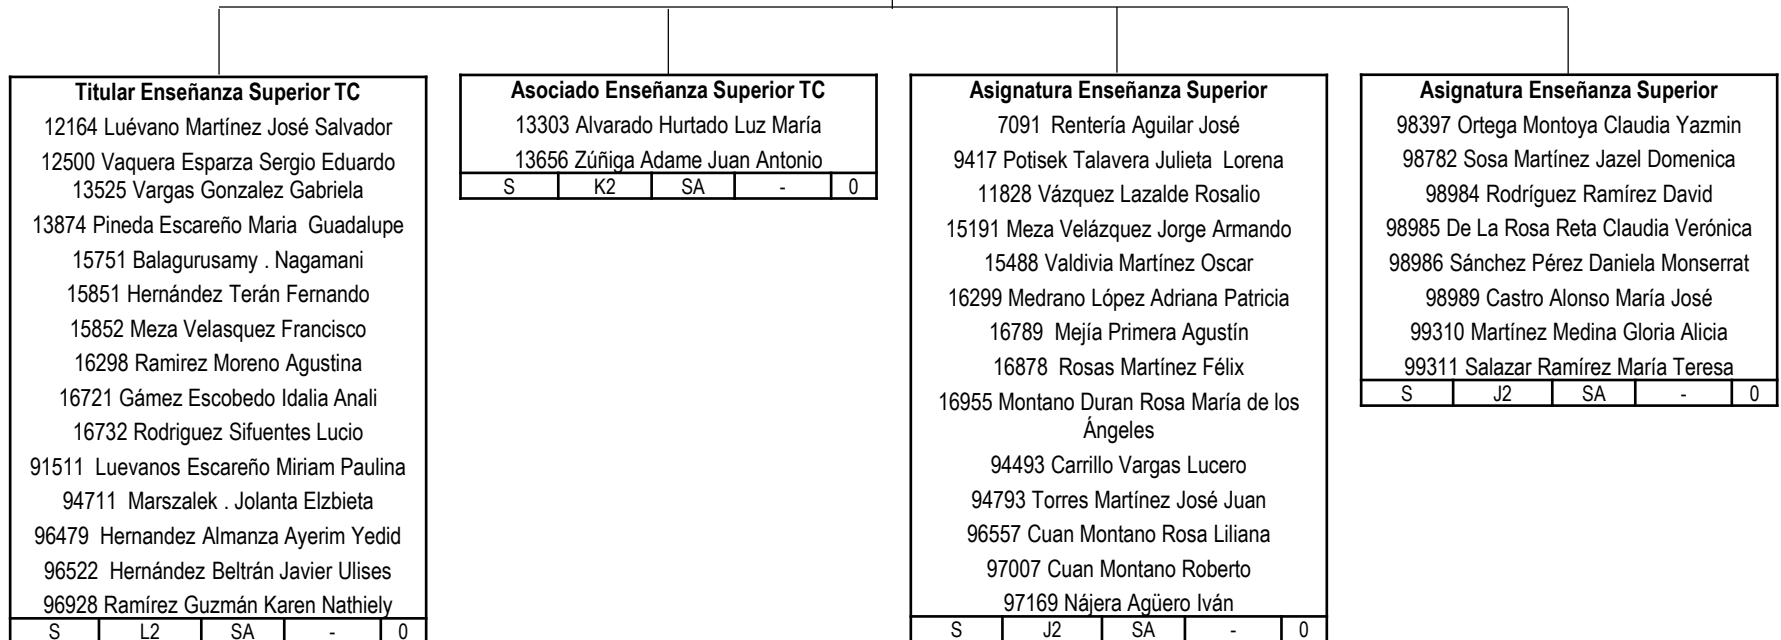 Titular Enseñanza Superior TC
12164 Luévano Martínez José Salvador
12500 Vaquera Esparza Sergio Eduardo
13525 Vargas Gonzalez Gabriela
13874 Pineda Escareño Maria  Guadalupe
15751 Balagurusamy . Nagamani
15851 Hernández Terán Fernando
15852 Meza Velasquez Francisco
16298 Ramirez Moreno Agustina
16721 Gámez Escobedo Idalia Anali
16732 Rodriguez Sifuentes Lucio
91511  Luevanos Escareño Miriam Paulina
94711  Marszalek . Jolanta Elzbieta
96479  Hernandez Almanza Ayerim Yedid
96522  Hernández Beltrán Javier Ulises
96928 Ramírez Guzmán Karen Nathiely
S L2 SA - 0
Asociado Enseñanza Superior TC
13303 Alvarado Hurtado Luz María
13656 Zúñiga Adame Juan Antonio
S K2 SA - 0
Asignatura Enseñanza Superior
7091  Rentería Aguilar José
9417 Potisek Talavera Julieta  Lorena
11828 Vázquez Lazalde Rosalio
15191 Meza Velázquez Jorge Armando
15488 Valdivia Martínez Oscar
16299 Medrano López Adriana Patricia
16789  Mejía Primera Agustín
16878  Rosas Martínez Félix
16955 Montano Duran Rosa María de los
Ángeles
94493 Carrillo Vargas Lucero
94793 Torres Martínez José Juan
96557 Cuan Montano Rosa Liliana
97007 Cuan Montano Roberto
97169 Nájera Agüero Iván
S J2 SA - 0
Asignatura Enseñanza Superior
98397 Ortega Montoya Claudia Yazmin
98782 Sosa Martínez Jazel Domenica
98984 Rodríguez Ramírez David
98985 De La Rosa Reta Claudia Verónica
98986 Sánchez Pérez Daniela Monserrat
98989 Castro Alonso María José
99310 Martínez Medina Gloria Alicia
99311 Salazar Ramírez María Teresa
S J2 SA - 0